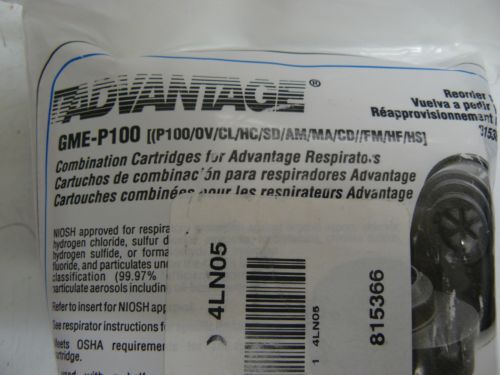 ADVANTAGE®
GME-P100 [(P100/OV/CL/HC/SD/AM/MA/CD//FM/HF/HS]
Combination Cartridges for Advantage Respirators
Cartuchos de combinación para respiradores Advantage
Cartouches combinées pour les respirateurs Advantage
Reorder
Vuelva a pedir
Réapprovisionnement
NIOSH approved for
hydrogen chloride, sulfur
hydrogen sulfide, or
fluoride, and particulates
classification (99.97%
particulate aerosols including
Refer to insert for NIOSH
See respirator instructions
Meets OSHA requirements
cartridge.
4LN05
1 4LN05
815366